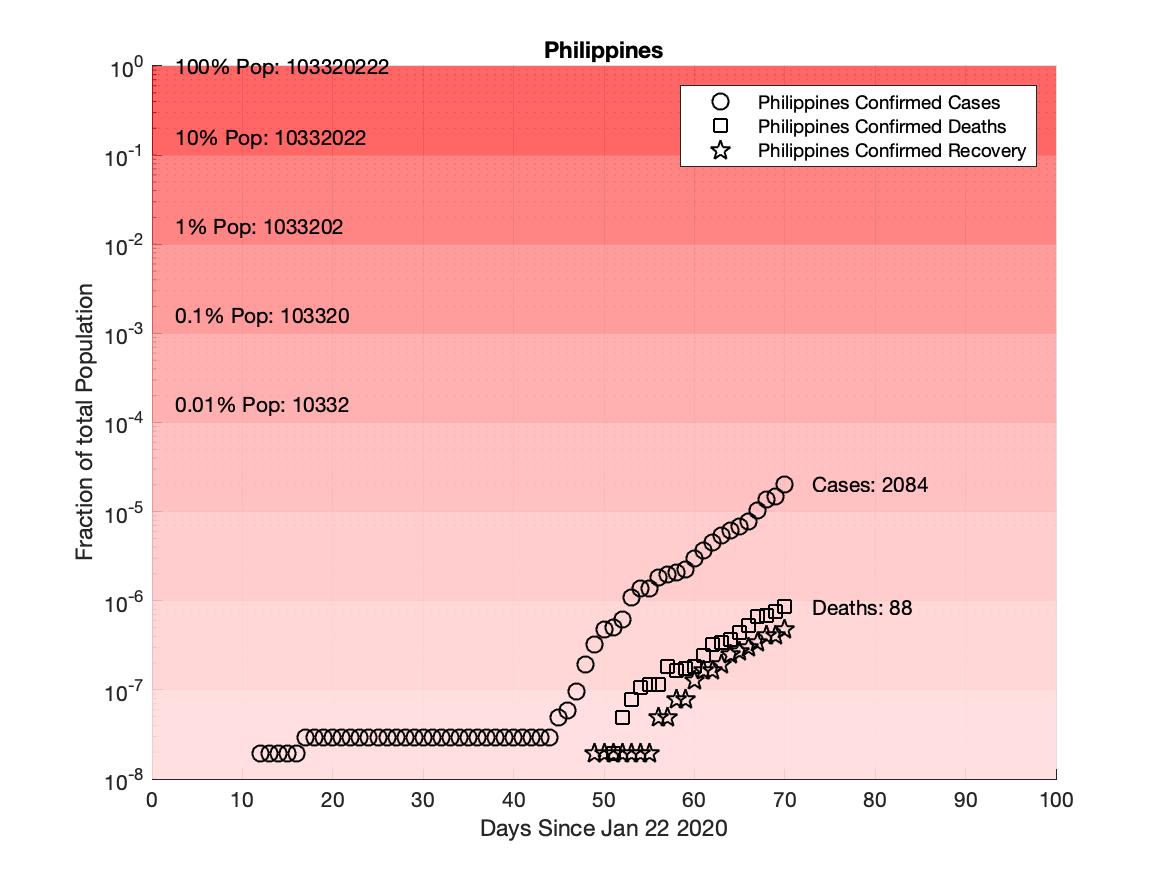 Philippines
10^0
100% Pop: 103320222
Philippines Confirmed Cases
Philippines Confirmed Deaths
Philippines Confirmed Recovery
10% Pop: 10332022
10^-1
1% Pop: 1033202
10^-2
0.1% Pop: 103320
10^-3
0.01% Pop: 10332
10^-4
Cases: 2084
10^-5
10^-6
Deaths: 88
10^-7
10^-8
Fraction of total Population
0 10 20 30 40 50 60 70 80 90 100
Days Since Jan 22 2020